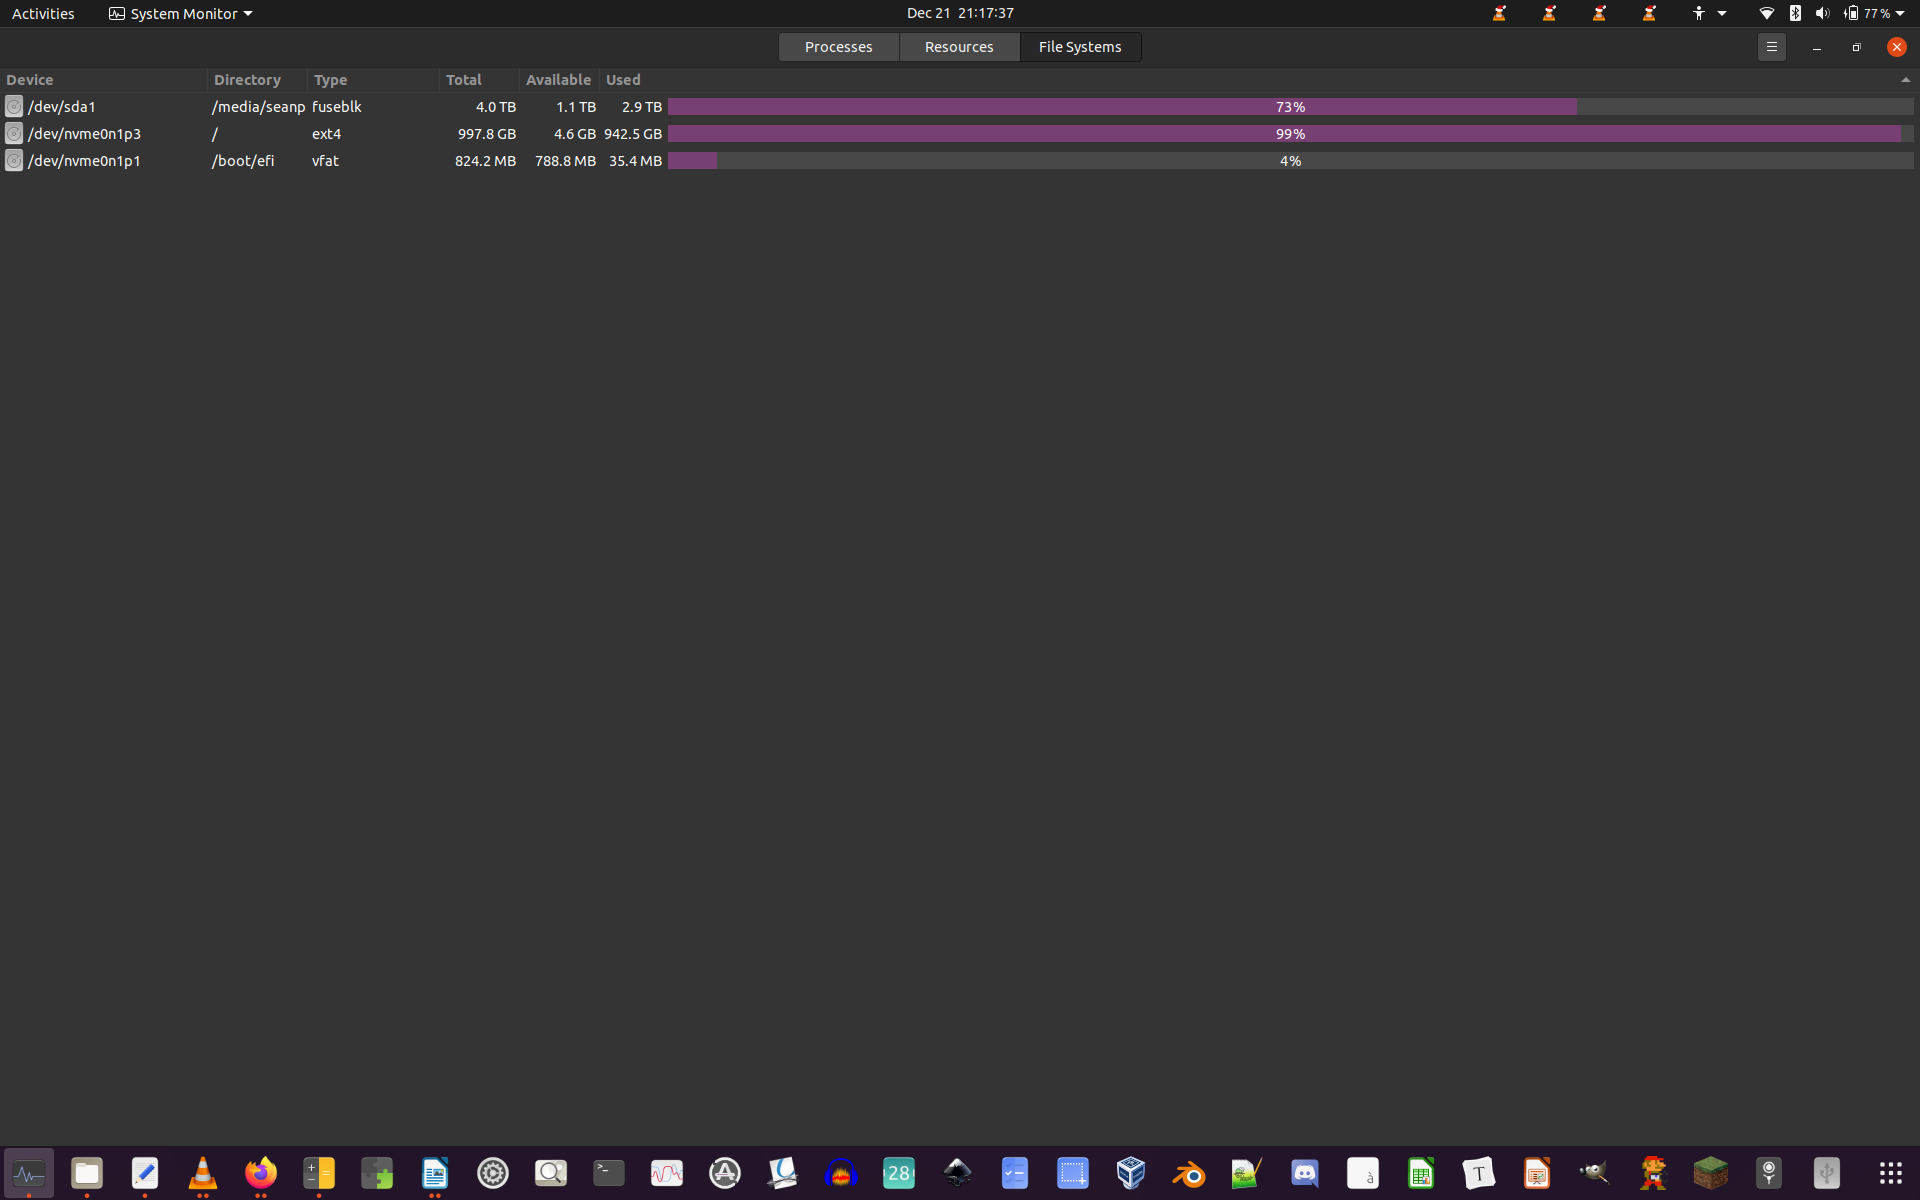 Activities System Monitor Dec 21 21:17:37 77 %
Processes Resources File Systems
Device Directory Type Total Available Used
/dev/sda1 /media/seanp fuseblk 4.0 TB 1.1 TB 2.9 TB 73%
/dev/nvme0n1p3 / ext4 997.8 GB 4.6 GB 942.5 GB 99%
/dev/nvme0n1p1 /boot/efi vfat 824.2 MB 788.8 MB 35.4 MB 4%
>_ 28 T à